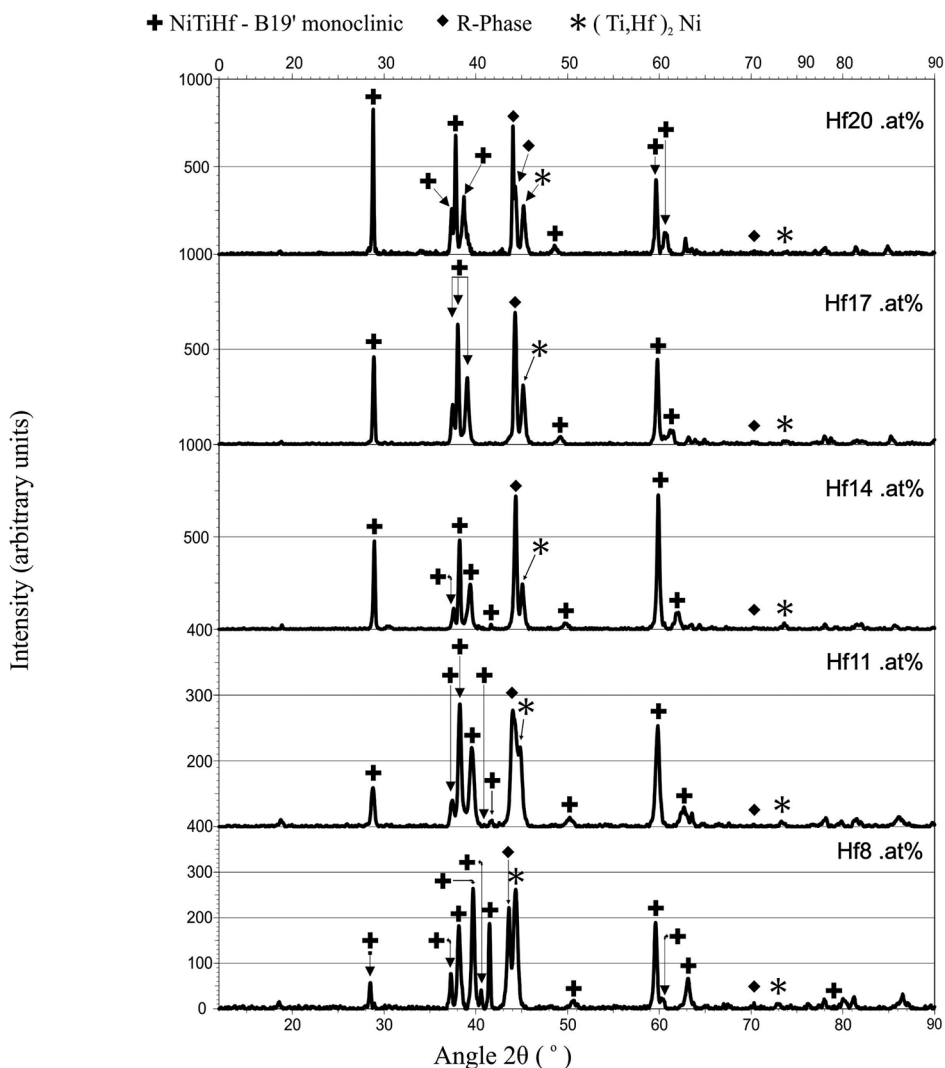 ✚ NiTiHf - B19' monoclinic ◆ R-Phase ✳ ( Ti,Hf )₂ Ni
0 20 30 40 50 60 70 90 80 90
1000
Hf20 .at%
500
1000
Hf17 .at%
500
1000
Hf14 .at%
500
400
Hf11 .at%
300
200
400
Hf8 .at%
300
200
100
0
20 30 40 50 60 70 80 90
Angle 2θ ( ° )
Intensity (arbitrary units)